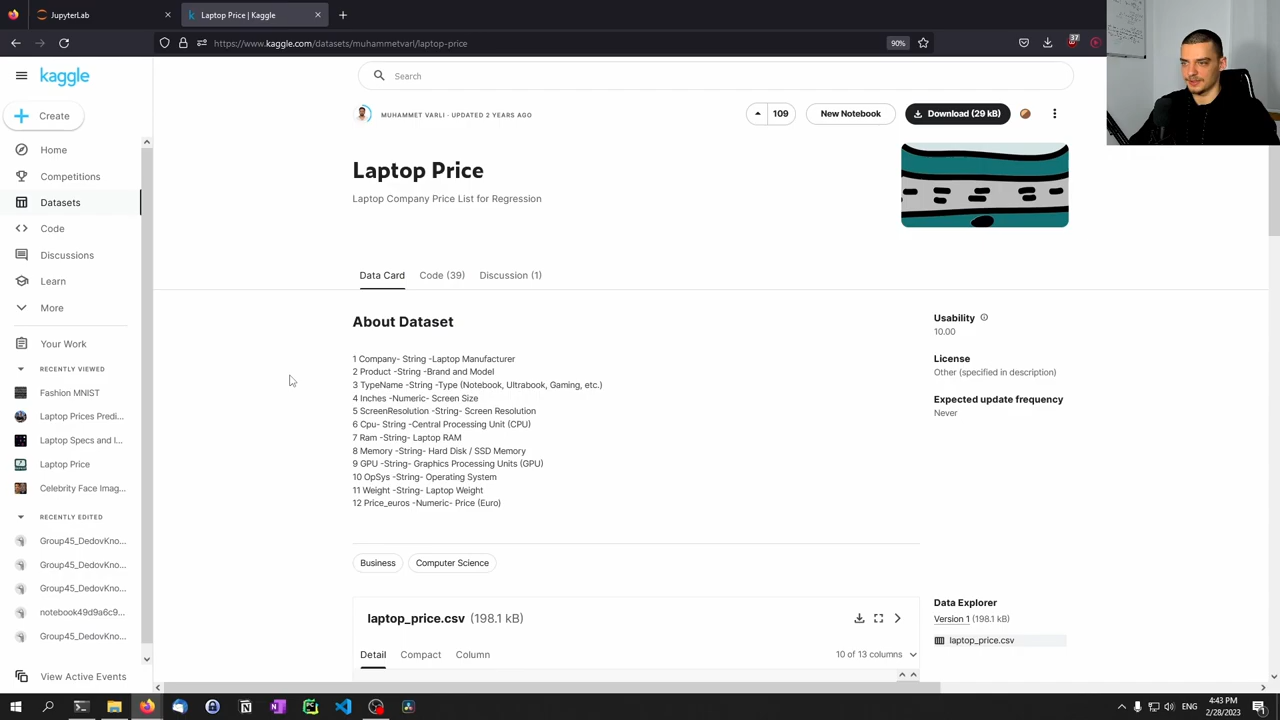 JupyterLab
Laptop Price | Kaggle
https://www.kaggle.com/datasets/muhammetvarl/laptop-price
90%
37
kaggle
Search
Create
MUHAMMET VARLI · UPDATED 2 YEARS AGO
109
New Notebook
Download (29 kB)
Home
Competitions
Datasets
Code
Discussions
Learn
More
Your Work
RECENTLY VIEWED
Fashion MNIST
Laptop Prices Predi...
Laptop Specs and l...
Laptop Price
Celebrity Face Imag...
RECENTLY EDITED
Group45_DedovKno...
Group45_DedovKno...
Group45_DedovKno...
notebook49d9a6c9...
Group45_DedovKno...
View Active Events
Laptop Price
Laptop Company Price List for Regression
Data Card
Code (39)
Discussion (1)
About Dataset
1 Company- String -Laptop Manufacturer
2 Product -String -Brand and Model
3 TypeName -String -Type (Notebook, Ultrabook, Gaming, etc.)
4 Inches -Numeric- Screen Size
5 ScreenResolution -String- Screen Resolution
6 Cpu- String -Central Processing Unit (CPU)
7 Ram -String- Laptop RAM
8 Memory -String- Hard Disk / SSD Memory
9 GPU -String- Graphics Processing Units (GPU)
10 OpSys -String- Operating System
11 Weight -String- Laptop Weight
12 Price_euros -Numeric- Price (Euro)
Usability
10.00
License
Other (specified in description)
Expected update frequency
Never
Business
Computer Science
laptop_price.csv (198.1 kB)
Detail
Compact
Column
10 of 13 columns
Data Explorer
Version 1 (198.1 kB)
laptop_price.csv
ENG
4:43 PM
2/28/2023
1